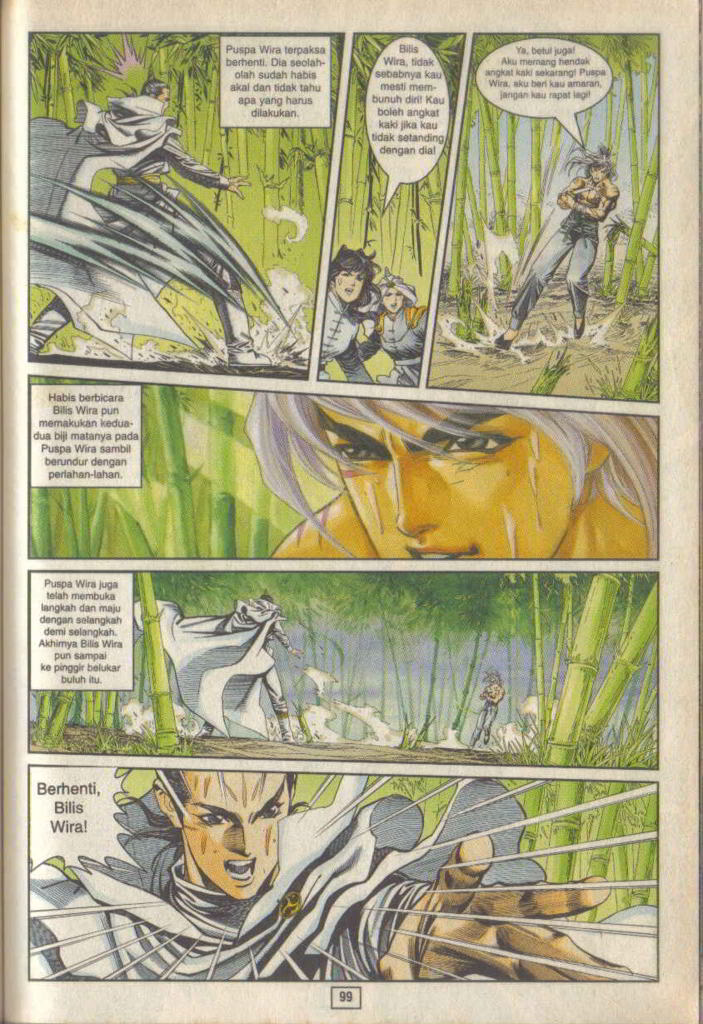 Puspa Wira terpaksa
berhenti. Dia seolah-
olah sudah habis
akal dan tidak tahu
apa yang harus
dilakukan.
Bilis
Wira, tidak
sebabnya kau
mesti mem-
bunuh diri! Kau
boleh angkat
kaki jika kau
tidak setanding
dengan dia!
Ya, betul juga!
Aku memang hendak
angkat kaki sekarang! Puspa
Wira, aku beri kau amaran,
jangan kau rapat lagi!
Habis berbicara
Bilis Wira pun
memakukan kedua-
dua biji matanya pada
Puspa Wira sambil
berundur dengan
perlahan-lahan.
Puspa Wira juga
telah membuka
langkah dan maju
dengan selangkah
demi selangkah.
Akhirnya Bilis Wira
pun sampai
ke pinggir belukar
buluh itu.
Berhenti,
Bilis
Wira!
99